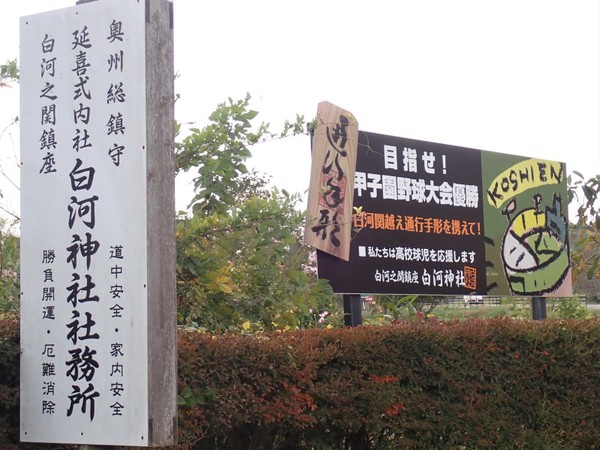 奥州総鎮守
延喜式内社 白河神社社務所
白河之関鎮座
道中安全・家内安全
勝負開運・厄難消除
通行手形
目指せ!
甲子園野球大会優勝
白河関越え通行手形を携えて!
■私たちは高校球児を応援します
白河之関鎮座 白河神社
KOSHIEN